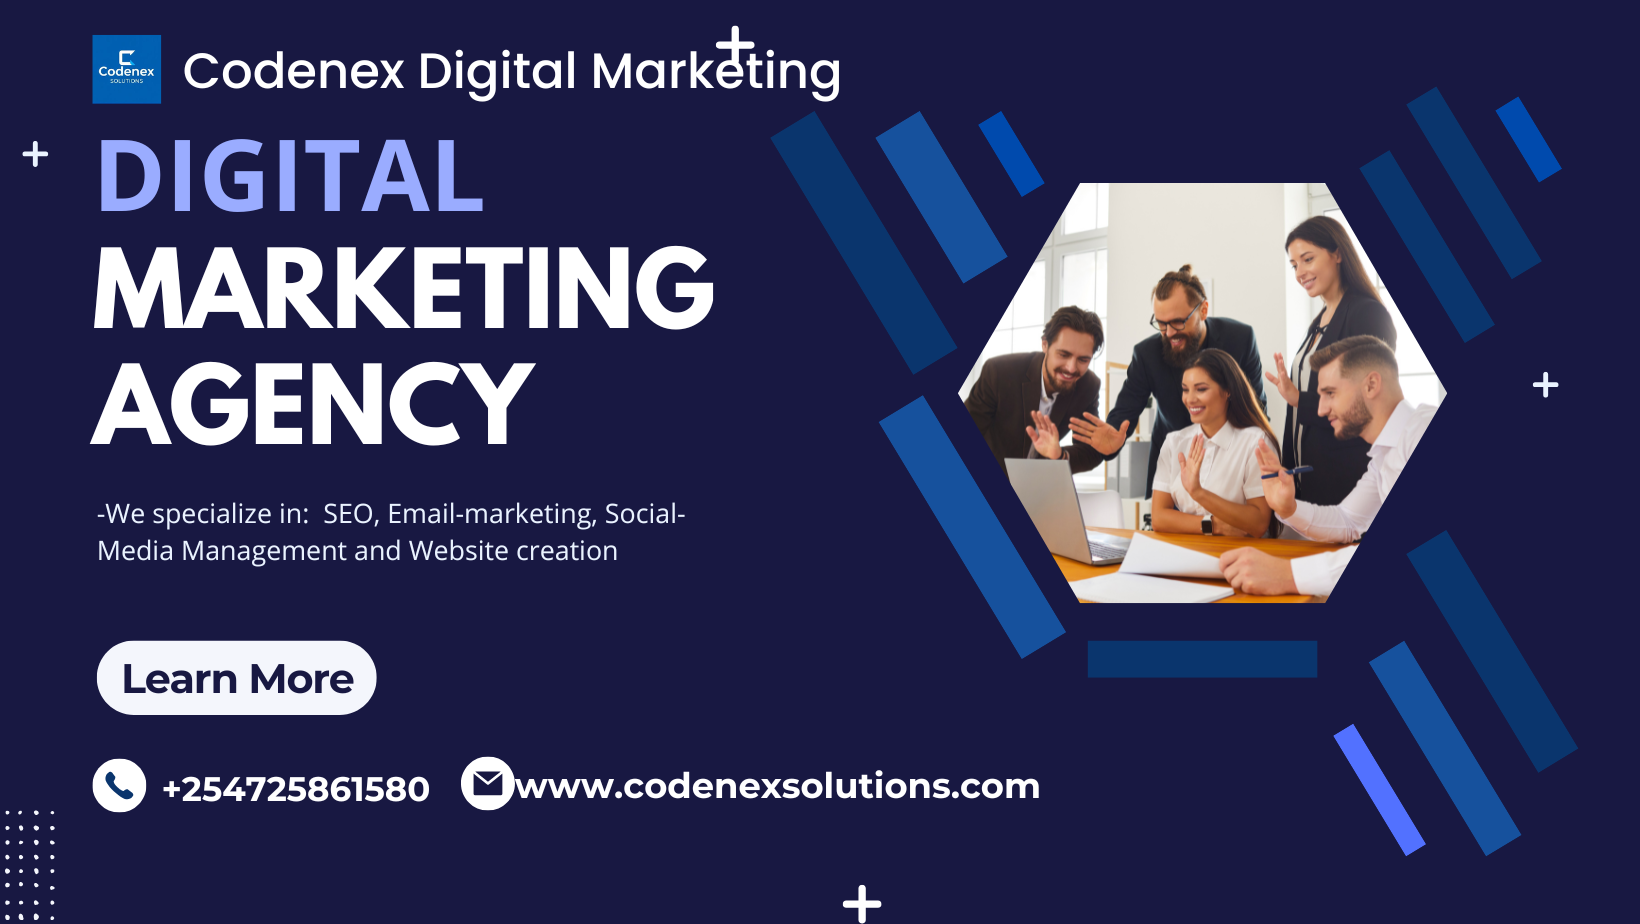 Codenex
SOLUTIONS
Codenex Digital Marketing
DIGITAL
MARKETING
AGENCY
-We specialize in:  SEO, Email-marketing, Social-
Media Management and Website creation
Learn More
+254725861580
www.codenexsolutions.com